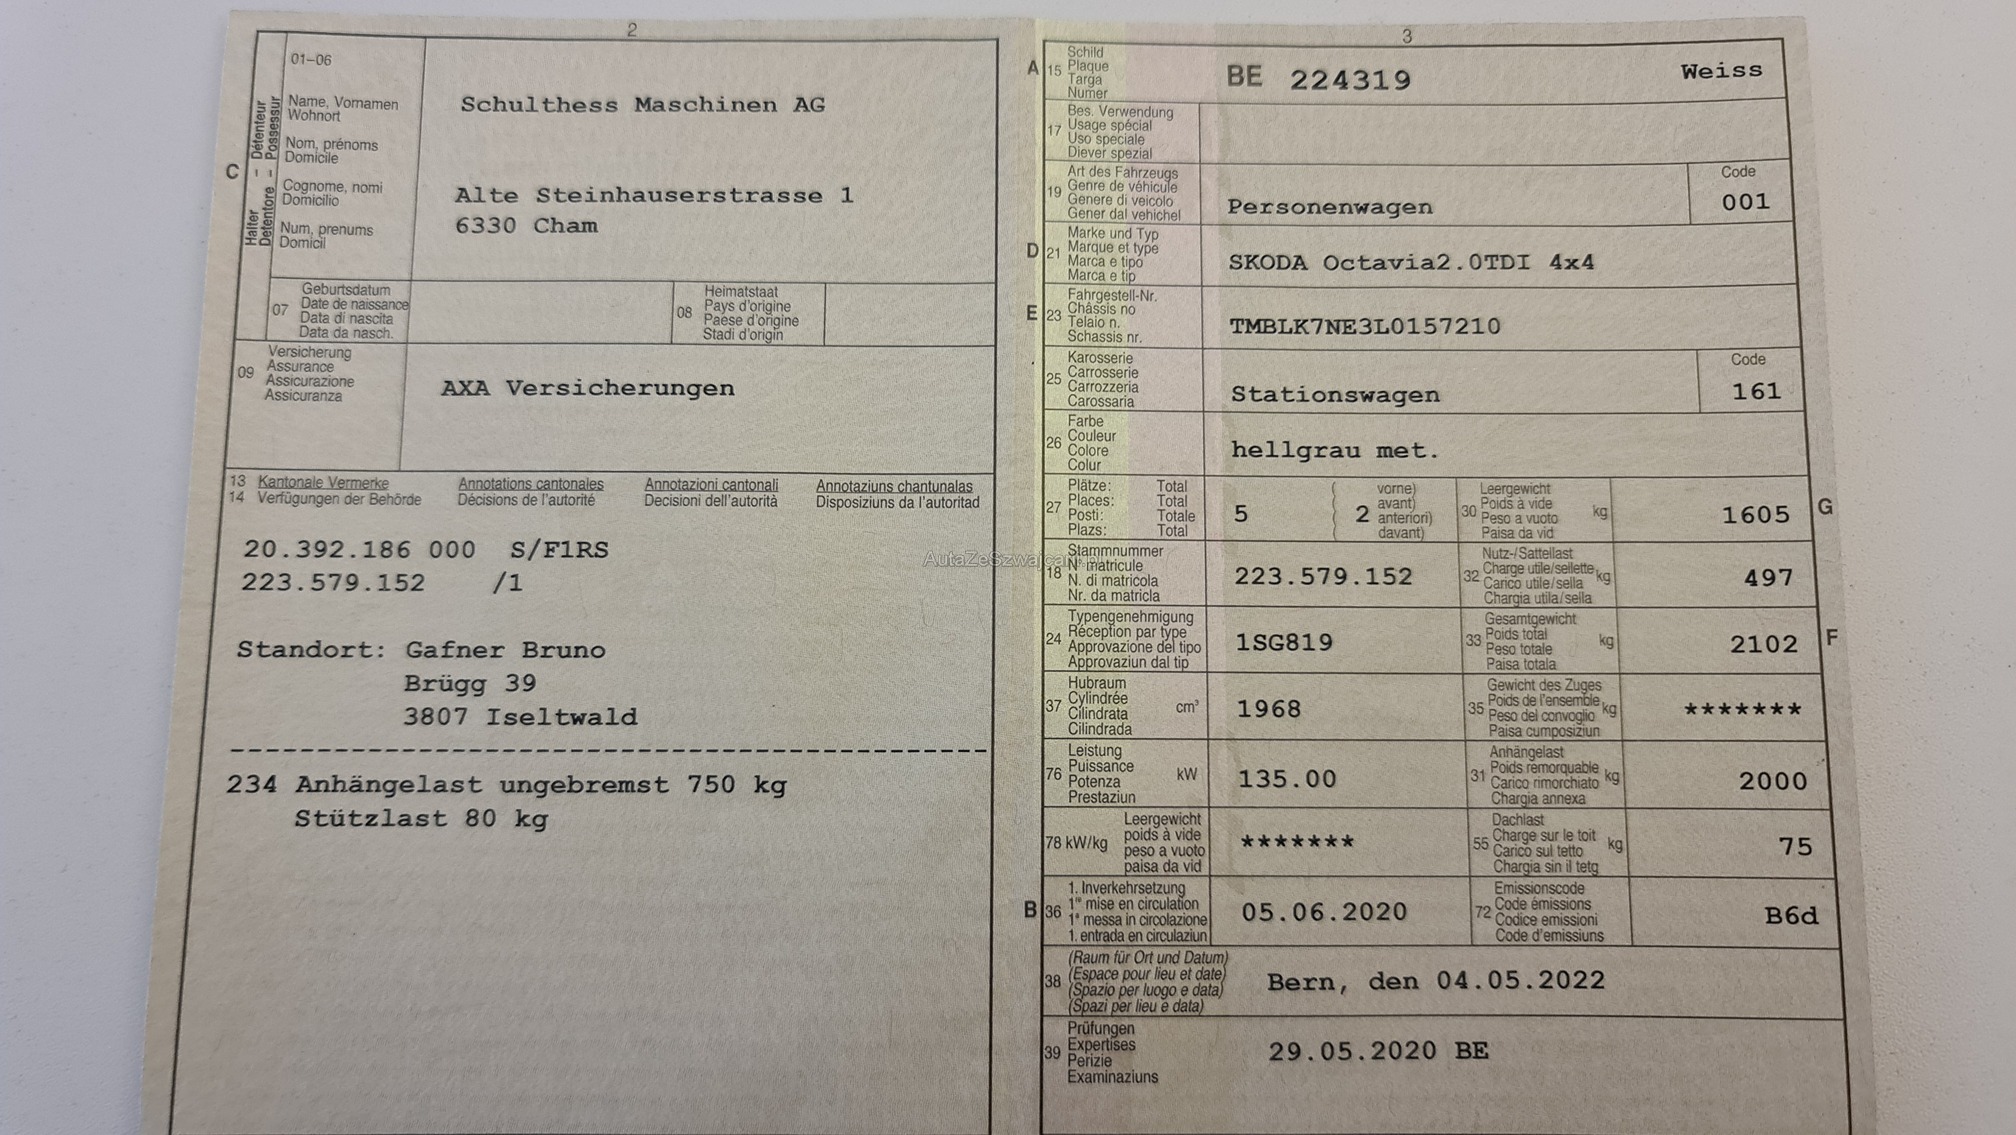 2
01-06
Halter - Détenteur
Detentore - Possessur
Name, Vornamen
Wohnort
Nom, prénoms
Domicile
Cognome, nomi
Domicilio
Num, prenums
Domicil
C
Schulthess Maschinen AG
Alte Steinhauserstrasse 1
6330 Cham
07
Geburtsdatum
Date de naissance
Data di nascita
Data da nasch.
08
Heimatstaat
Pays d'origine
Paese d'origine
Stadi d'origin
09
Versicherung
Assurance
Assicurazione
Assicuranza
AXA Versicherungen
13 Kantonale Vermerke Annotations cantonales Annotazioni cantonali Annotaziuns chantunalas
14 Verfügungen der Behörde Décisions de l'autorité Decisioni dell'autorità Disposiziuns da l'autoritad
20.392.186 000 S/F1RS
223.579.152 /1
Standort: Gafner Bruno
Brügg 39
3807 Iseltwald
234 Anhängelast ungebremst 750 kg
Stützlast 80 kg
3
A 15
Schild
Plaque
Targa
Numer
BE 224319 Weiss
17
Bes. Verwendung
Usage spécial
Uso speciale
Diever spezial
19
Art des Fahrzeugs
Genre de véhicule
Genere di veicolo
Gener dal vehichel
Personenwagen
Code
001
D 21
Marke und Typ
Marque et type
Marca e tipo
Marca e tip
SKODA Octavia2.0TDI 4x4
E 23
Fahrgestell-Nr.
Châssis no
Telaio n.
Schassis nr.
TMBLK7NE3L0157210
25
Karosserie
Carrosserie
Carrozzeria
Carossaria
Stationswagen
Code
161
26
Farbe
Couleur
Colore
Colur
hellgrau met.
27
Plätze: Total
Places: Total
Posti: Totale
Plazs: Total
5
( vorne)
avant)
( 2 anteriori)
davant)
30
Leergewicht
Poids à vide
Peso a vuoto
Paisa da vid
kg
1605
G
18
Stammnummer
N° matricule
N. di matricola
Nr. da matricla
223.579.152
32
Nutz-/Sattellast
Charge utile/sellette
Carico utile/sella
Chargia utila/sella
kg
497
24
Typengenehmigung
Réception par type
Approvazione del tipo
Approvaziun dal tip
1SG819
33
Gesamtgewicht
Poids total
Peso totale
Paisa totala
kg
2102
F
37
Hubraum
Cylindrée
Cilindrata
Cilindrada
cm³
1968
35
Gewicht des Zuges
Poids de l'ensemble
Peso del convoglio
Paisa cumposiziun
kg
*******
76
Leistung
Puissance
Potenza
Prestaziun
kW
135.00
31
Anhängelast
Poids remorquable
Carico rimorchiato
Chargia annexa
kg
2000
78 kW/kg
Leergewicht
poids à vide
peso a vuoto
paisa da vid
*******
55
Dachlast
Charge sur le toit
Carico sul tetto
Chargia sin il tetg
kg
75
B 36
1. Inverkehrsetzung
1re mise en circulation
1a messa in circolazione
1. entrada en circulaziun
05.06.2020
72
Emissionscode
Code émissions
Codice emissioni
Code d'emissiuns
B6d
38
(Raum für Ort und Datum)
(Espace pour lieu et date)
(Spazio per luogo e data)
(Spazi per lieu e data)
Bern, den 04.05.2022
39
Prüfungen
Expertises
Perizie
Examinaziuns
29.05.2020 BE